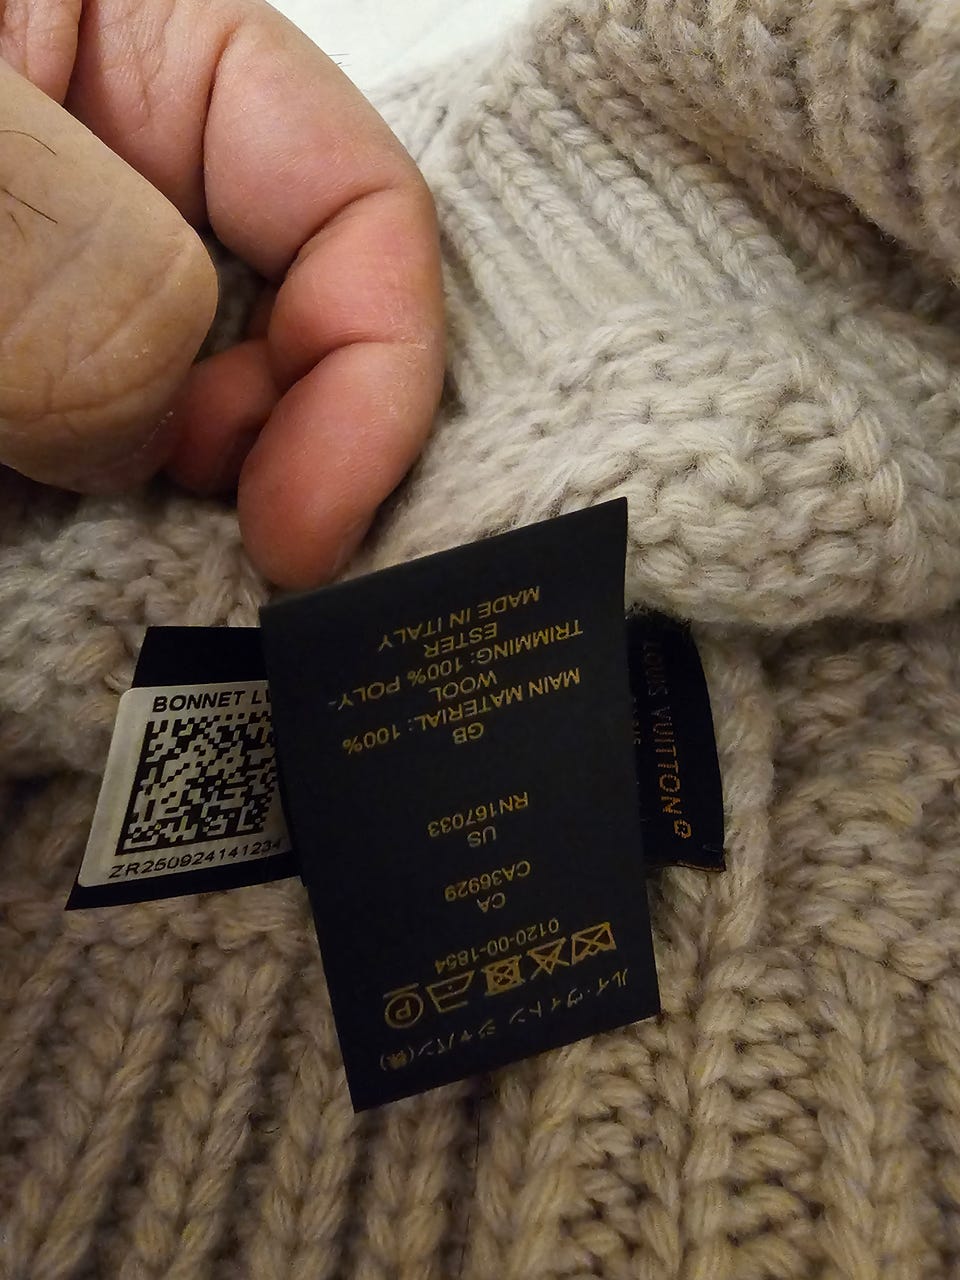 BONNET LV
ZR250924141234
ルイ・ヴィトン ジャパン(株)
0120-00-1854
CA
CA36929
US
RN167033
GB
MAIN MATERIAL: 100%
WOOL
TRIMMING: 100% POLY-
ESTER
MADE IN ITALY
LOUIS VUITTON